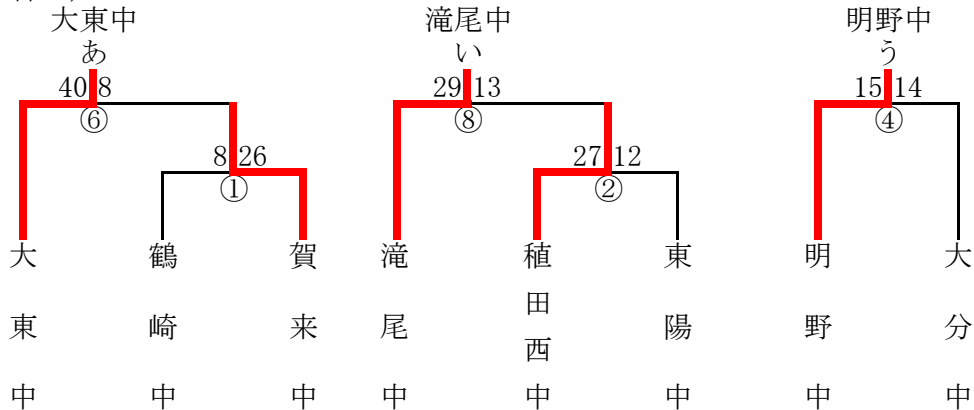 大東中 滝尾中 明野中
あ い う
40 8 29 13 15 14
⑥ ⑧ ④
8 26 27 12
① ②
大東中 鶴崎中 賀来中 滝尾中 稙田西中 東陽中 明野中 大分中